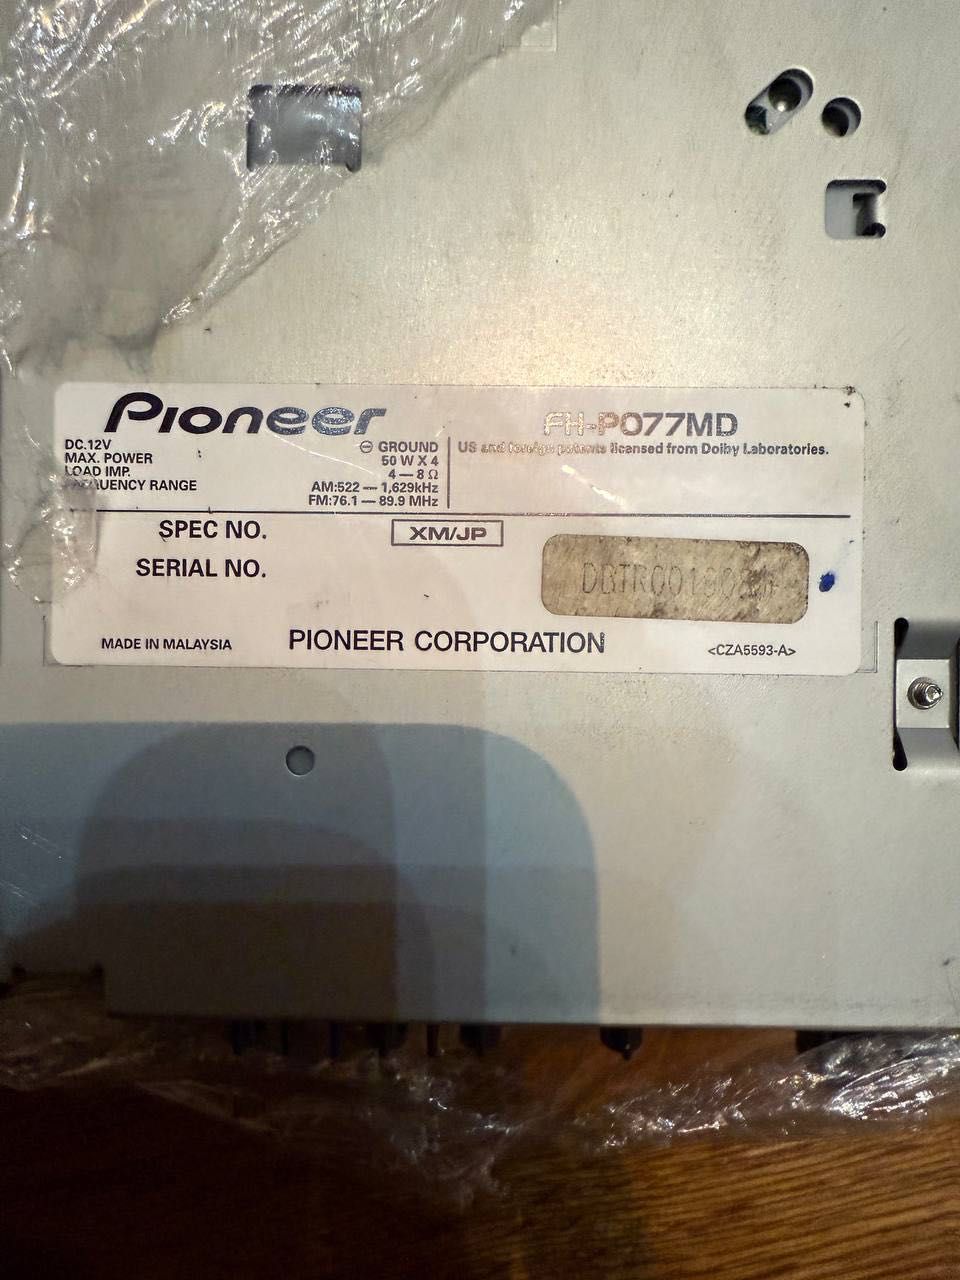 Pioneer
FH-P077MD
DC.12V ⊖ GROUND
US and foreign patents licensed from Dolby Laboratories.
MAX. POWER 50 W X 4
LOAD IMP. 4 — 8 Ω
FREQUENCY RANGE AM:522 — 1,629kHz
FM:76.1 — 89.9 MHz
SPEC NO. XM/JP
SERIAL NO.
MADE IN MALAYSIA PIONEER CORPORATION <CZA5593-A>